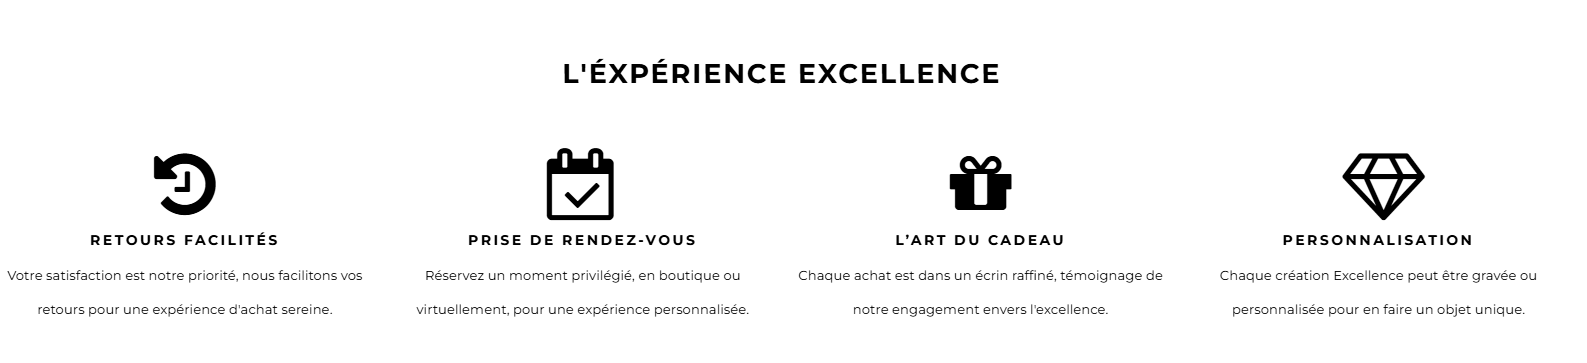 L'ÉXPÉRIENCE EXCELLENCE
RETOURS FACILITÉS
Votre satisfaction est notre priorité, nous facilitons vos
retours pour une expérience d'achat sereine.
PRISE DE RENDEZ-VOUS
Réservez un moment privilégié, en boutique ou
virtuellement, pour une expérience personnalisée.
L’ART DU CADEAU
Chaque achat est dans un écrin raffiné, témoignage de
notre engagement envers l'excellence.
PERSONNALISATION
Chaque création Excellence peut être gravée ou
personnalisée pour en faire un objet unique.